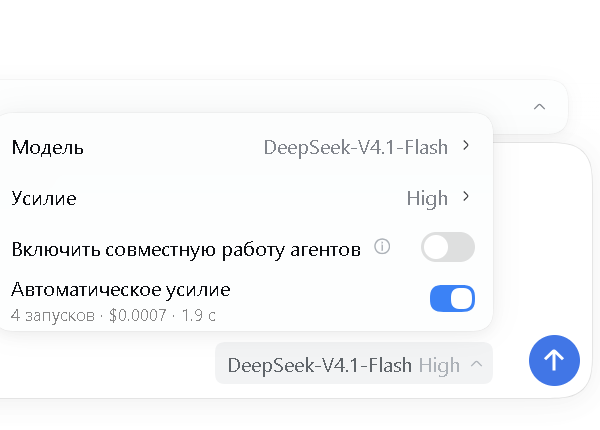 Модель DeepSeek-V4.1-Flash
Усилие High
Включить совместную работу агентов
Автоматическое усилие
4 запусков · $0.0007 · 1.9 с
DeepSeek-V4.1-Flash High